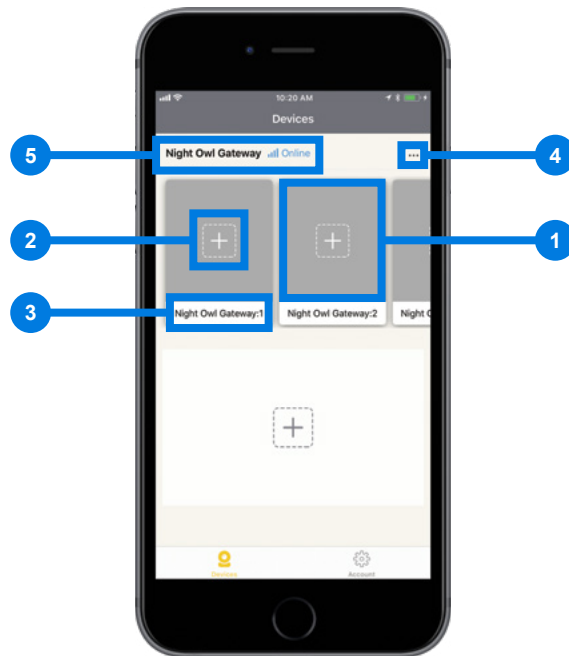 10:20 AM
Devices
5
Night Owl Gateway Online
4
2
1
3
Night Owl Gateway:1
Night Owl Gateway:2
Night
Devices
Account